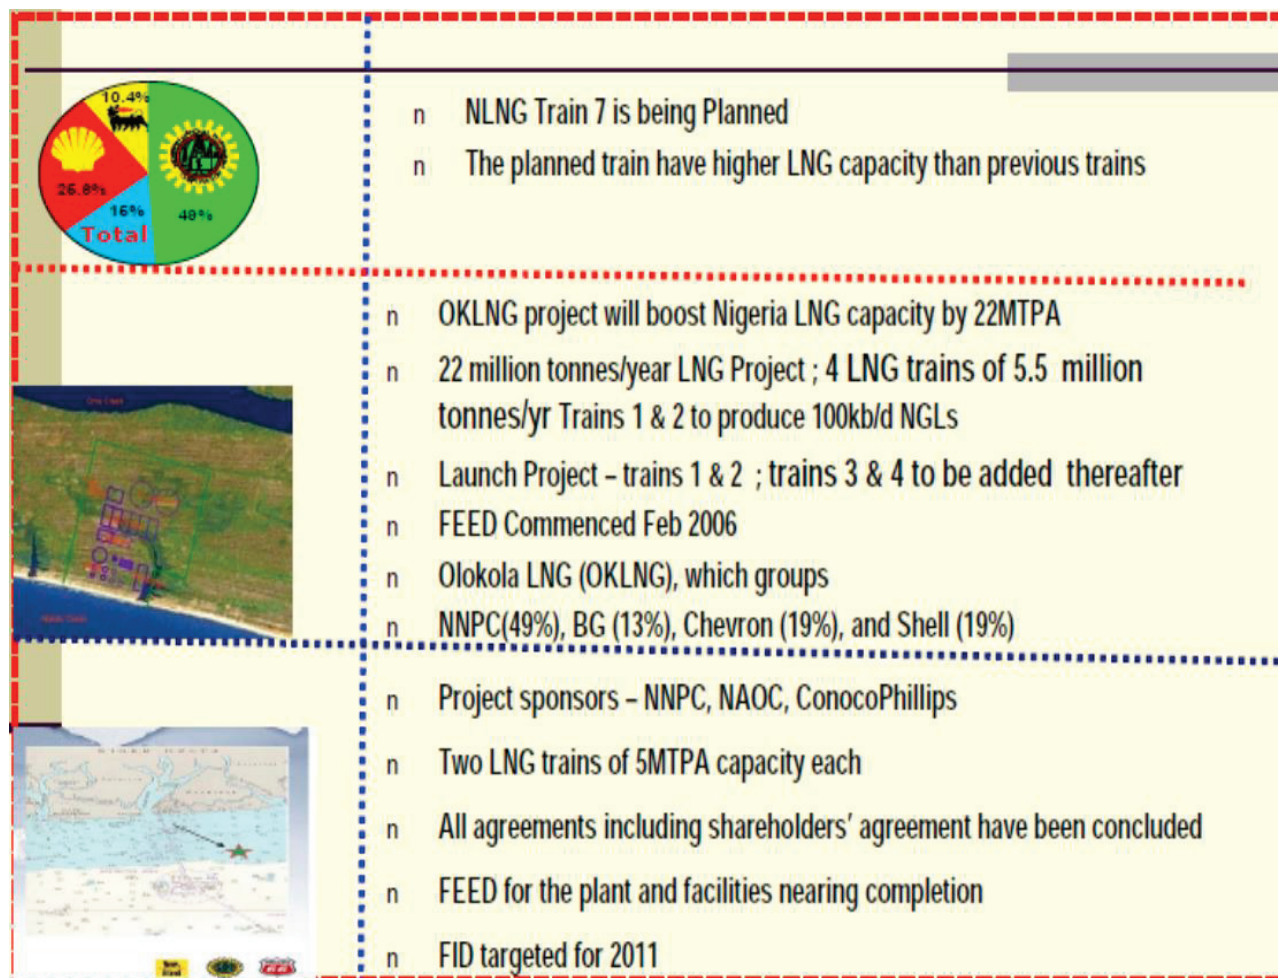 10.4%
26.8%
15%
Total
49%
n NLNG Train 7 is being Planned
n The planned train have higher LNG capacity than previous trains
n OKLNG project will boost Nigeria LNG capacity by 22MTPA
n 22 million tonnes/year LNG Project ; 4 LNG trains of 5.5 million
tonnes/yr Trains 1 & 2 to produce 100kb/d NGLs
n Launch Project – trains 1 & 2 ; trains 3 & 4 to be added thereafter
n FEED Commenced Feb 2006
n Olokola LNG (OKLNG), which groups
n NNPC(49%), BG (13%), Chevron (19%), and Shell (19%)
n Project sponsors – NNPC, NAOC, ConocoPhillips
n Two LNG trains of 5MTPA capacity each
n All agreements including shareholders’ agreement have been concluded
n FEED for the plant and facilities nearing completion
n FID targeted for 2011